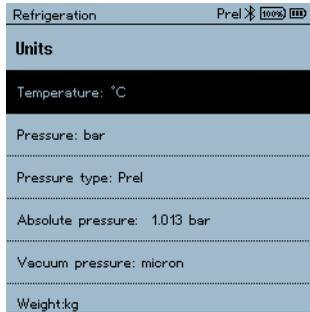 Refrigeration Prel 100%
Units
Temperature: °C
Pressure: bar
Pressure type: Prel
Absolute pressure: 1.013 bar
Vacuum pressure: micron
Weight:kg